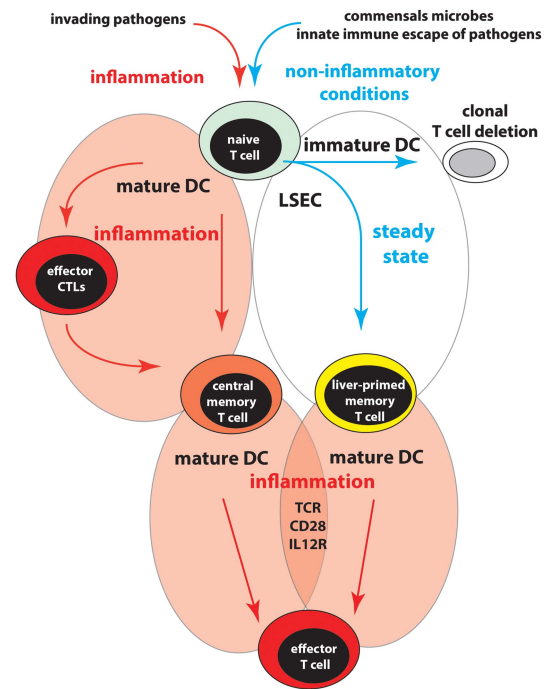 invading pathogens
commensals microbes
innate immune escape of pathogens
inflammation
non-inflammatory
conditions
clonal
T cell deletion
naive
T cell
immature DC
mature DC
LSEC
inflammation
steady
state
effector
CTLs
central
memory
T cell
liver-primed
memory
T cell
mature DC
mature DC
inflammation
TCR
CD28
IL12R
effector
T cell